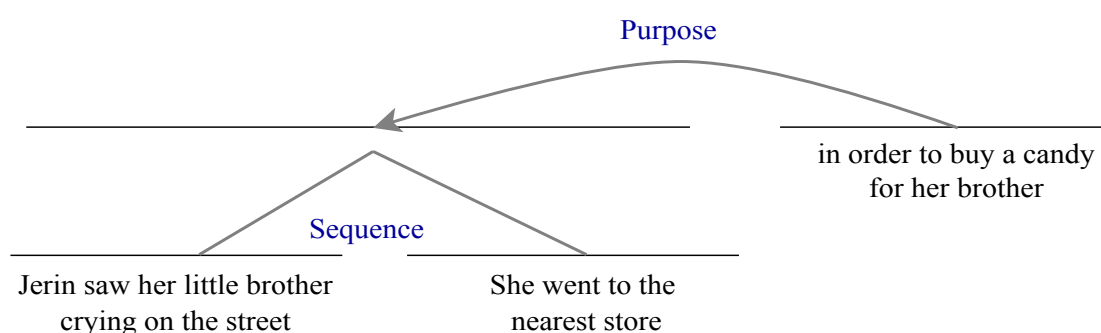 Purpose
in order to buy a candy
for her brother
Sequence
Jerin saw her little brother
crying on the street
She went to the
nearest store